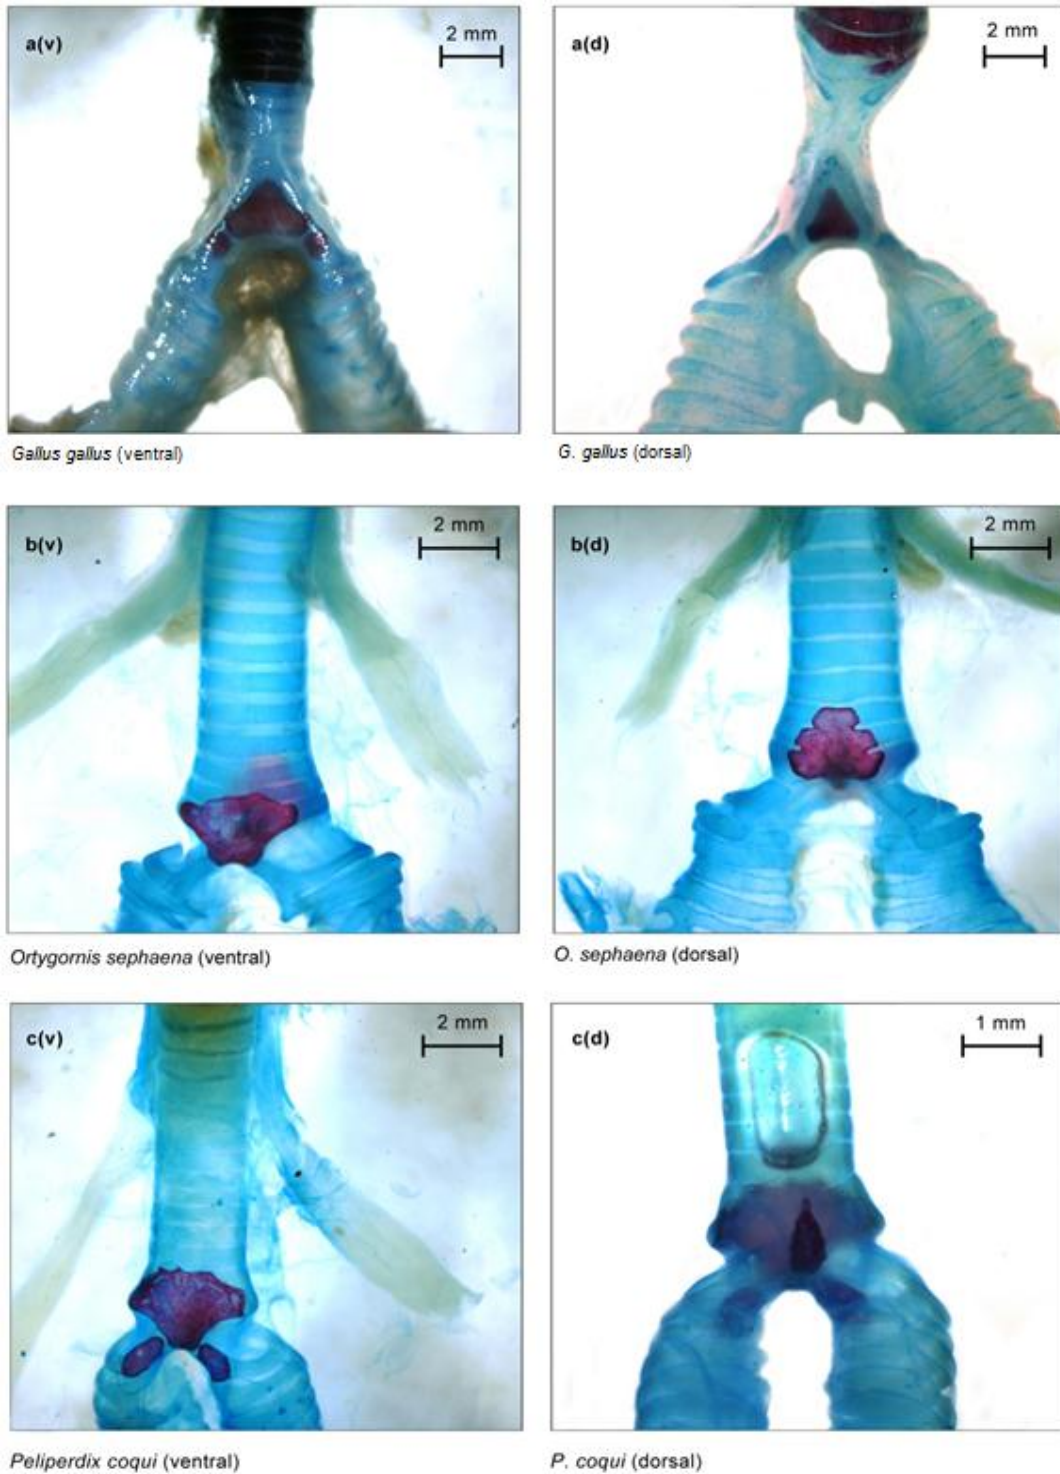 a(v)
2 mm
a(d)
2 mm
Gallus gallus (ventral)
G. gallus (dorsal)
b(v)
2 mm
b(d)
2 mm
Ortygornis sephaena (ventral)
O. sephaena (dorsal)
c(v)
2 mm
c(d)
1 mm
Peliperdix coqui (ventral)
P. coqui (dorsal)